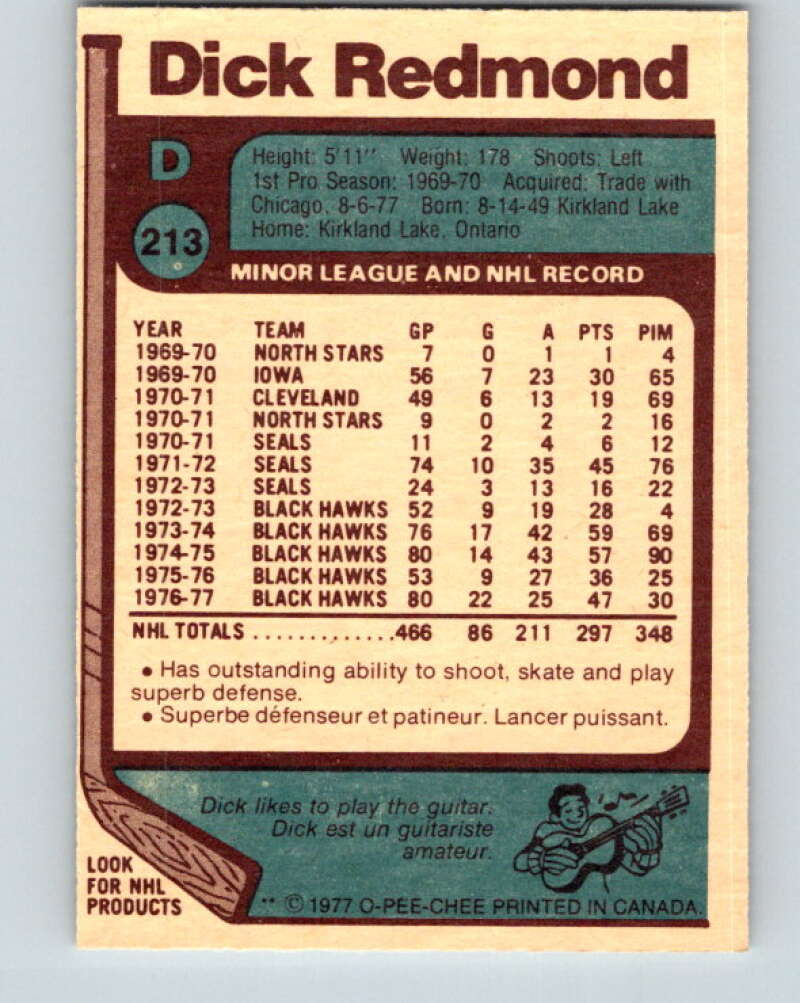 Dick Redmond
D
213
Height: 5'11'' Weight: 178 Shoots: Left
1st Pro Season: 1969-70 Acquired: Trade with
Chicago, 8-6-77 Born: 8-14-49 Kirkland Lake
Home: Kirkland Lake, Ontario
MINOR LEAGUE AND NHL RECORD
YEAR TEAM GP G A PTS PIM
1969-70 NORTH STARS 7 0 1 1 4
1969-70 IOWA 56 7 23 30 65
1970-71 CLEVELAND 49 6 13 19 69
1970-71 NORTH STARS 9 0 2 2 16
1970-71 SEALS 11 2 4 6 12
1971-72 SEALS 74 10 35 45 76
1972-73 SEALS 24 3 13 16 22
1972-73 BLACK HAWKS 52 9 19 28 4
1973-74 BLACK HAWKS 76 17 42 59 69
1974-75 BLACK HAWKS 80 14 43 57 90
1975-76 BLACK HAWKS 53 9 27 36 25
1976-77 BLACK HAWKS 80 22 25 47 30
NHL TOTALS . . . . . . . . . . . . . .466 86 211 297 348
• Has outstanding ability to shoot, skate and play
superb defense.
• Superbe défenseur et patineur. Lancer puissant.
Dick likes to play the guitar.
Dick est un guitariste
amateur.
LOOK
FOR NHL
PRODUCTS
** © 1977 O-PEE-CHEE PRINTED IN CANADA.